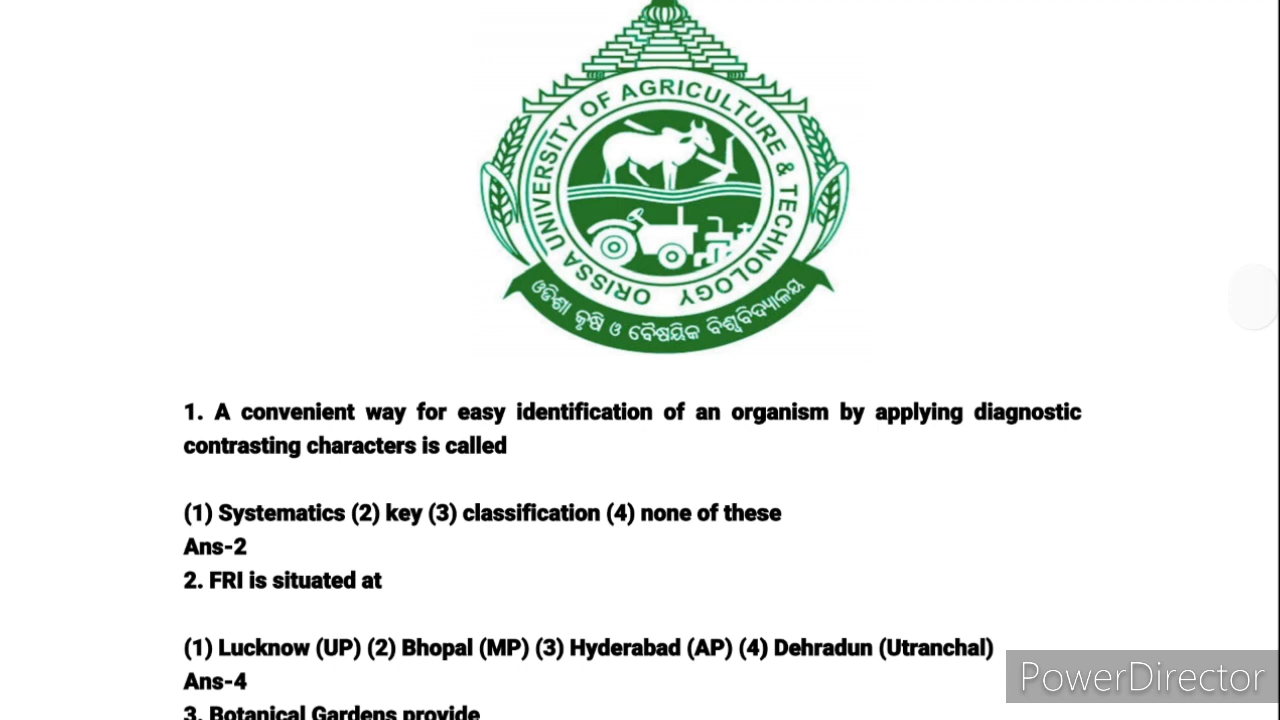 ORISSA UNIVERSITY OF AGRICULTURE & TECHNOLOGY
ଓଡିଶା କୃଷି ଓ ବୈଷୟିକ ବିଶ୍ୱବିଦ୍ୟାଳୟ
1. A convenient way for easy identification of an organism by applying diagnostic
contrasting characters is called
(1) Systematics (2) key (3) classification (4) none of these
Ans-2
2. FRI is situated at
(1) Lucknow (UP) (2) Bhopal (MP) (3) Hyderabad (AP) (4) Dehradun (Utranchal)
Ans-4
PowerDirector
3. Botanical Gardens provide